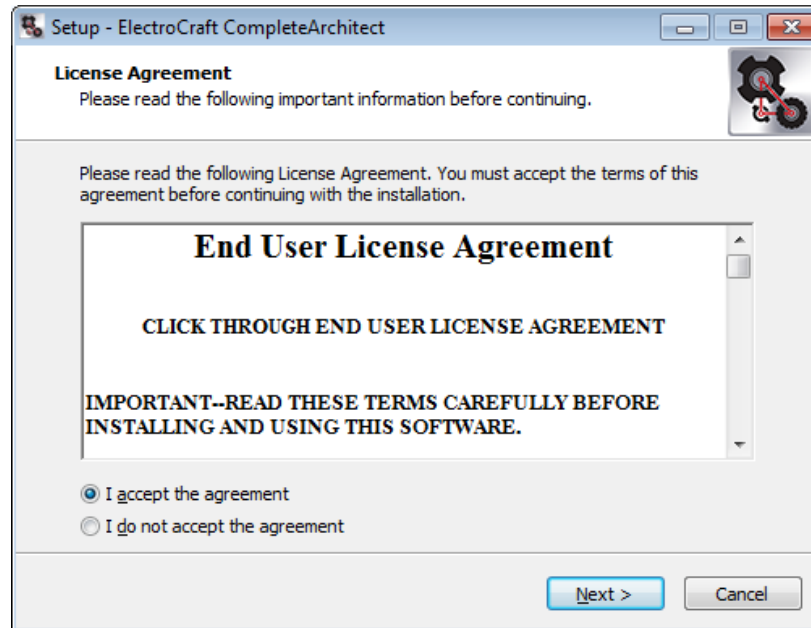 Setup - ElectroCraft CompleteArchitect
License Agreement
Please read the following important information before continuing.
Please read the following License Agreement. You must accept the terms of this
agreement before continuing with the installation.
End User License Agreement
CLICK THROUGH END USER LICENSE AGREEMENT
IMPORTANT--READ THESE TERMS CAREFULLY BEFORE
INSTALLING AND USING THIS SOFTWARE.
I accept the agreement
I do not accept the agreement
Next > Cancel